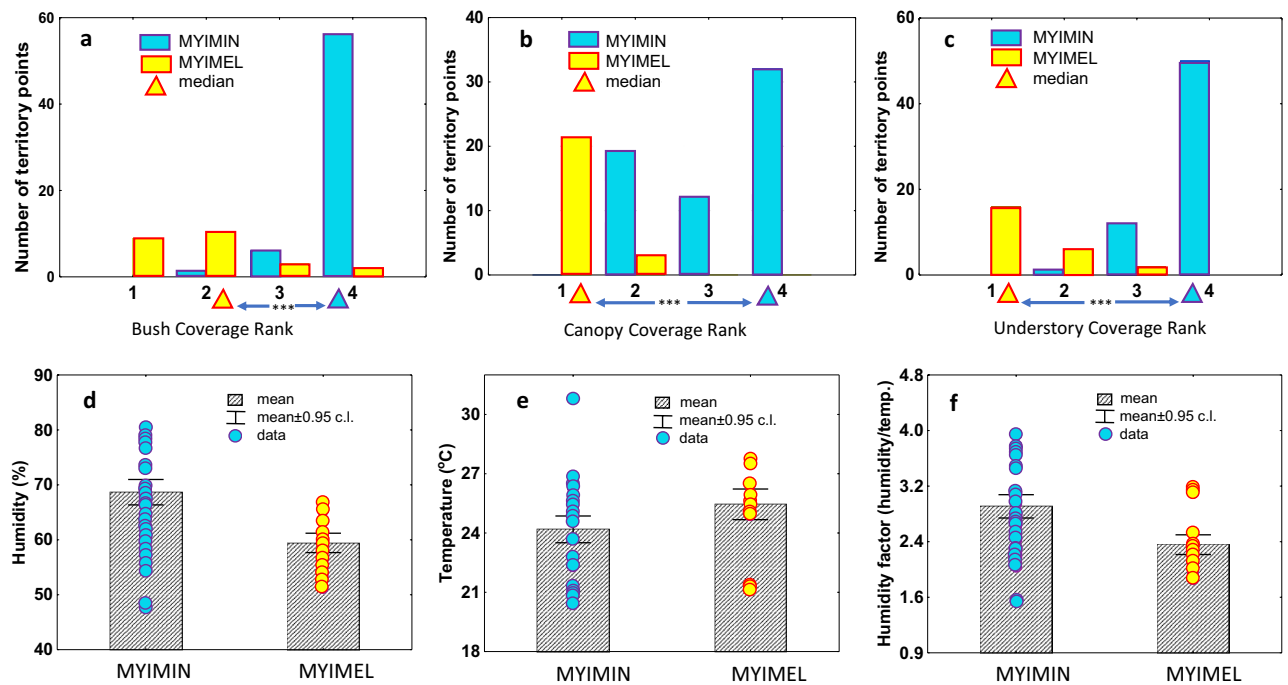 a
MYIMIN
MYIMEL
median
Number of territory points
60
40
20
0
1 2 3 4
***
Bush Coverage Rank
b
MYIMIN
MYIMEL
median
Number of territory points
40
30
20
10
0
1 2 3 4
***
Canopy Coverage Rank
c
MYIMIN
MYIMEL
median
Number of territory points
60
40
20
0
1 2 3 4
***
Understory Coverage Rank
d
mean
mean±0.95 c.l.
data
Humidity (%)
90
80
70
60
50
40
MYIMIN MYIMEL
e
mean
mean±0.95 c.l.
data
Temperature (°C)
30
27
24
21
18
MYIMIN MYIMEL
f
mean
mean±0.95 c.l.
data
Humidity factor (humidity/temp.)
4.8
4.0
3.2
2.4
1.6
0.9
MYIMIN MYIMEL